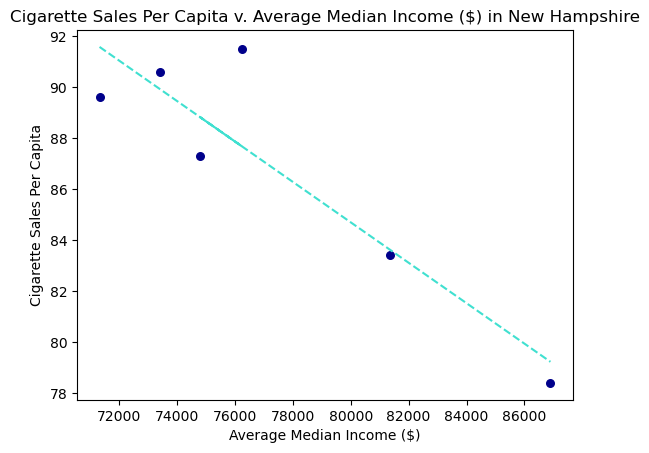 Cigarette Sales Per Capita v. Average Median Income ($) in New Hampshire
92
90
88
86
84
82
80
78
Cigarette Sales Per Capita
72000 74000 76000 78000 80000 82000 84000 86000
Average Median Income ($)